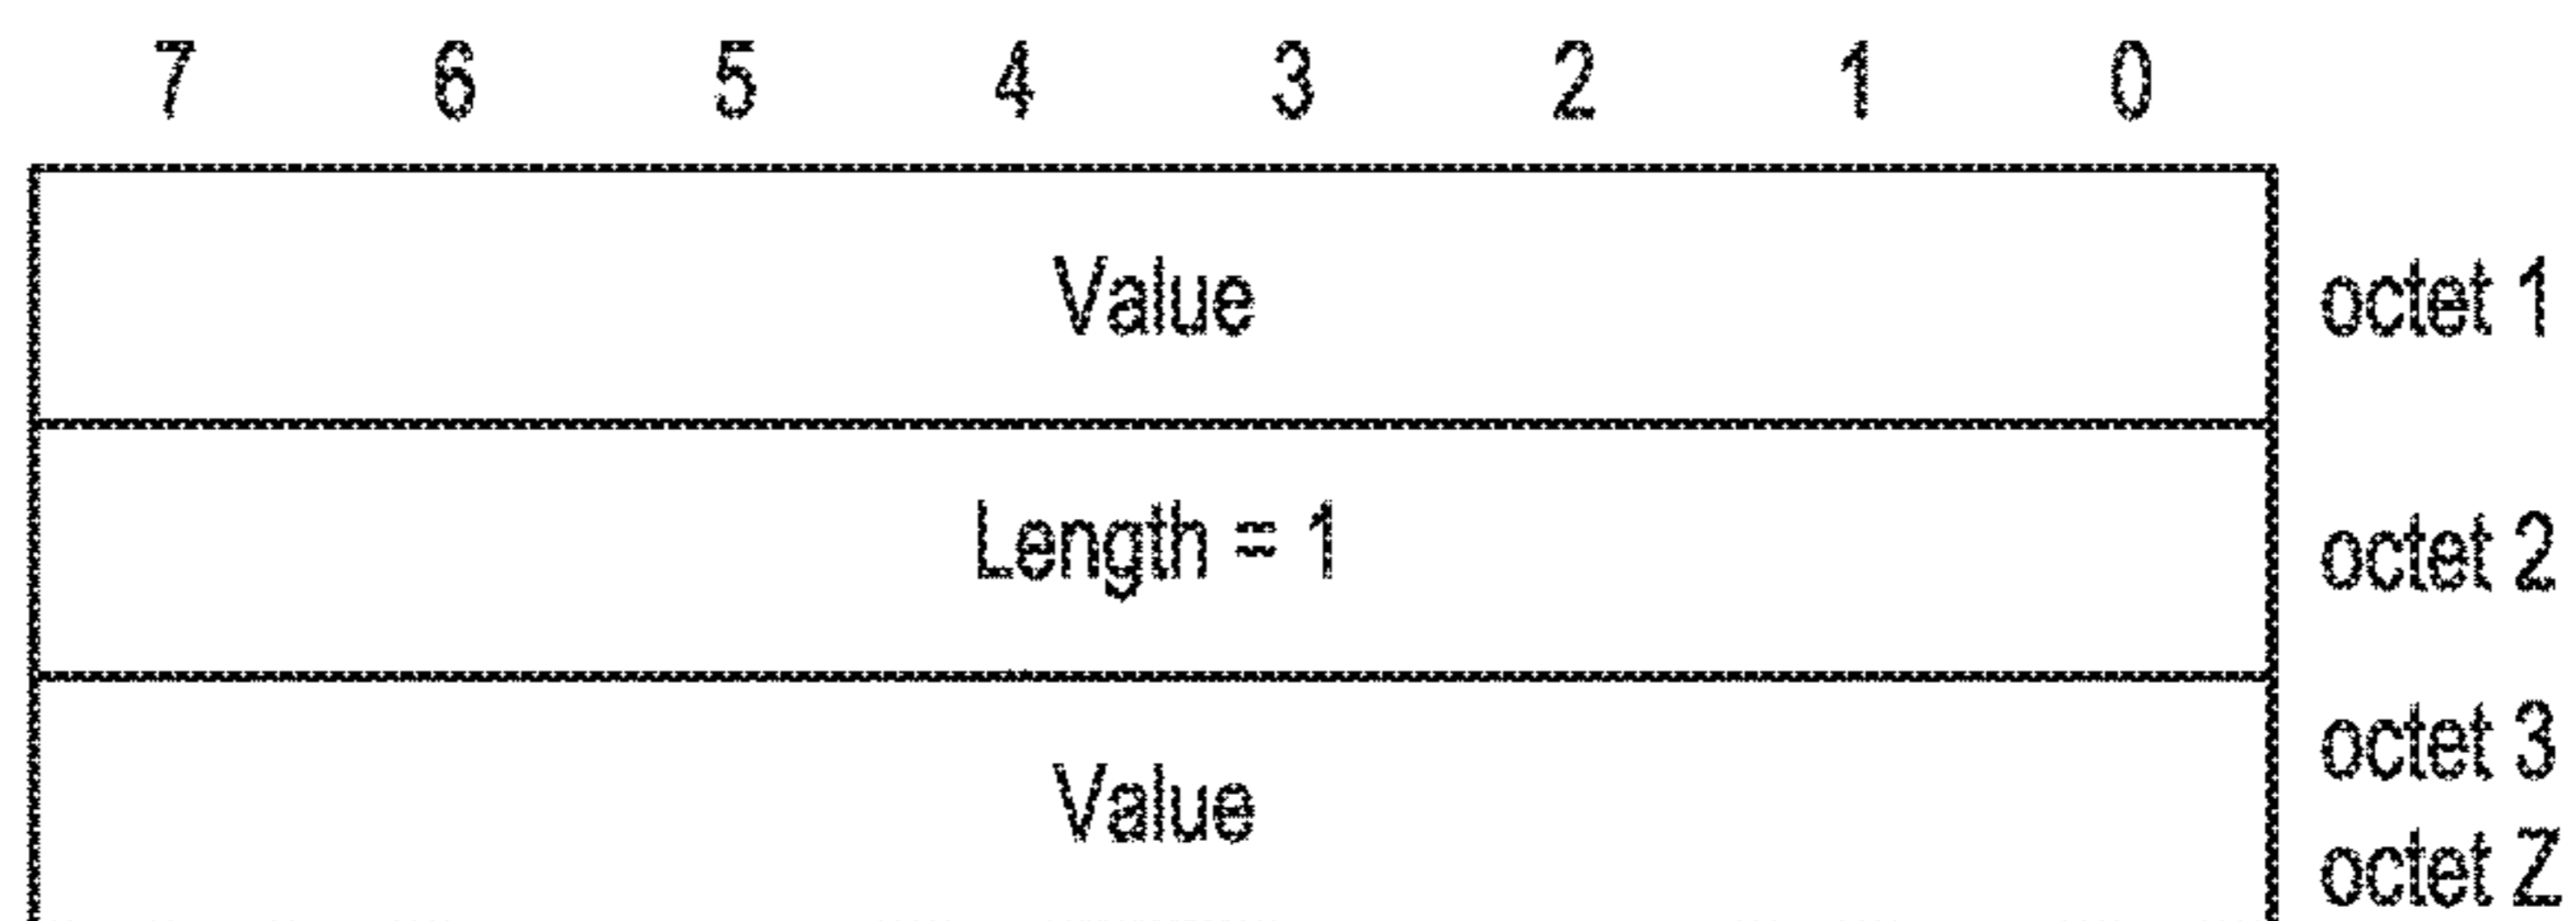 7 6 5 4 3 2 1 0
Value octet 1
Length = 1 octet 2
octet 3
Value
octet Z